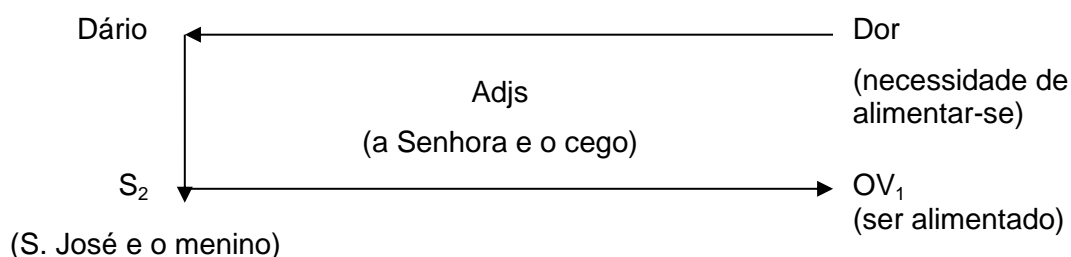 Dário
Dor
(necessidade de
alimentar-se)
Adjs
(a Senhora e o cego)
S₂
OV₁
(ser alimentado)
(S. José e o menino)